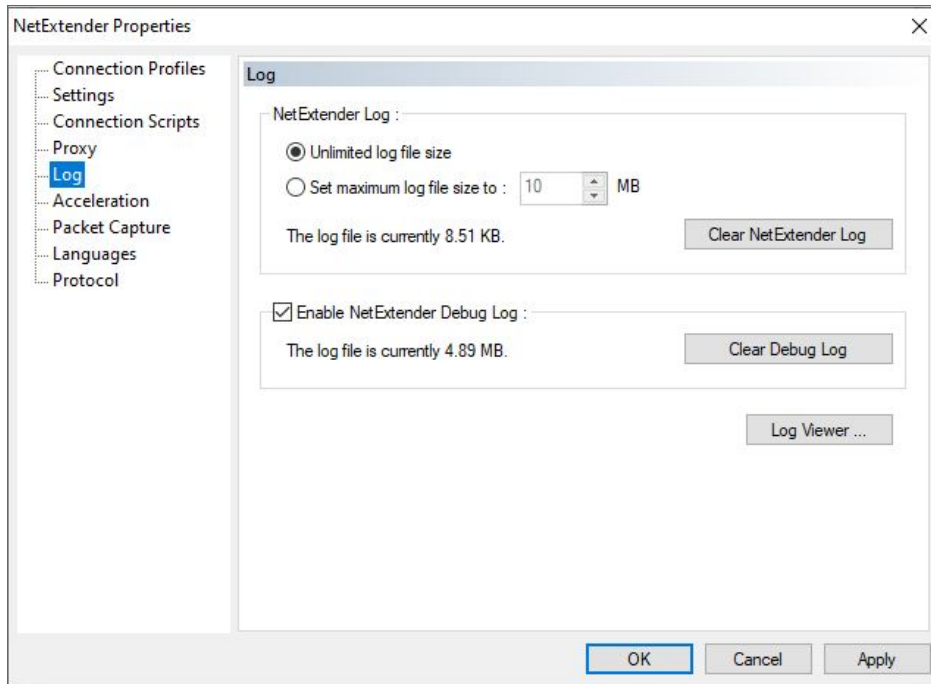 NetExtender Properties
Connection Profiles
Settings
Connection Scripts
Proxy
Log
Acceleration
Packet Capture
Languages
Protocol
Log
NetExtender Log :
Unlimited log file size
Set maximum log file size to : 10 MB
The log file is currently 8.51 KB. Clear NetExtender Log
Enable NetExtender Debug Log :
The log file is currently 4.89 MB. Clear Debug Log
Log Viewer ...
OK Cancel Apply